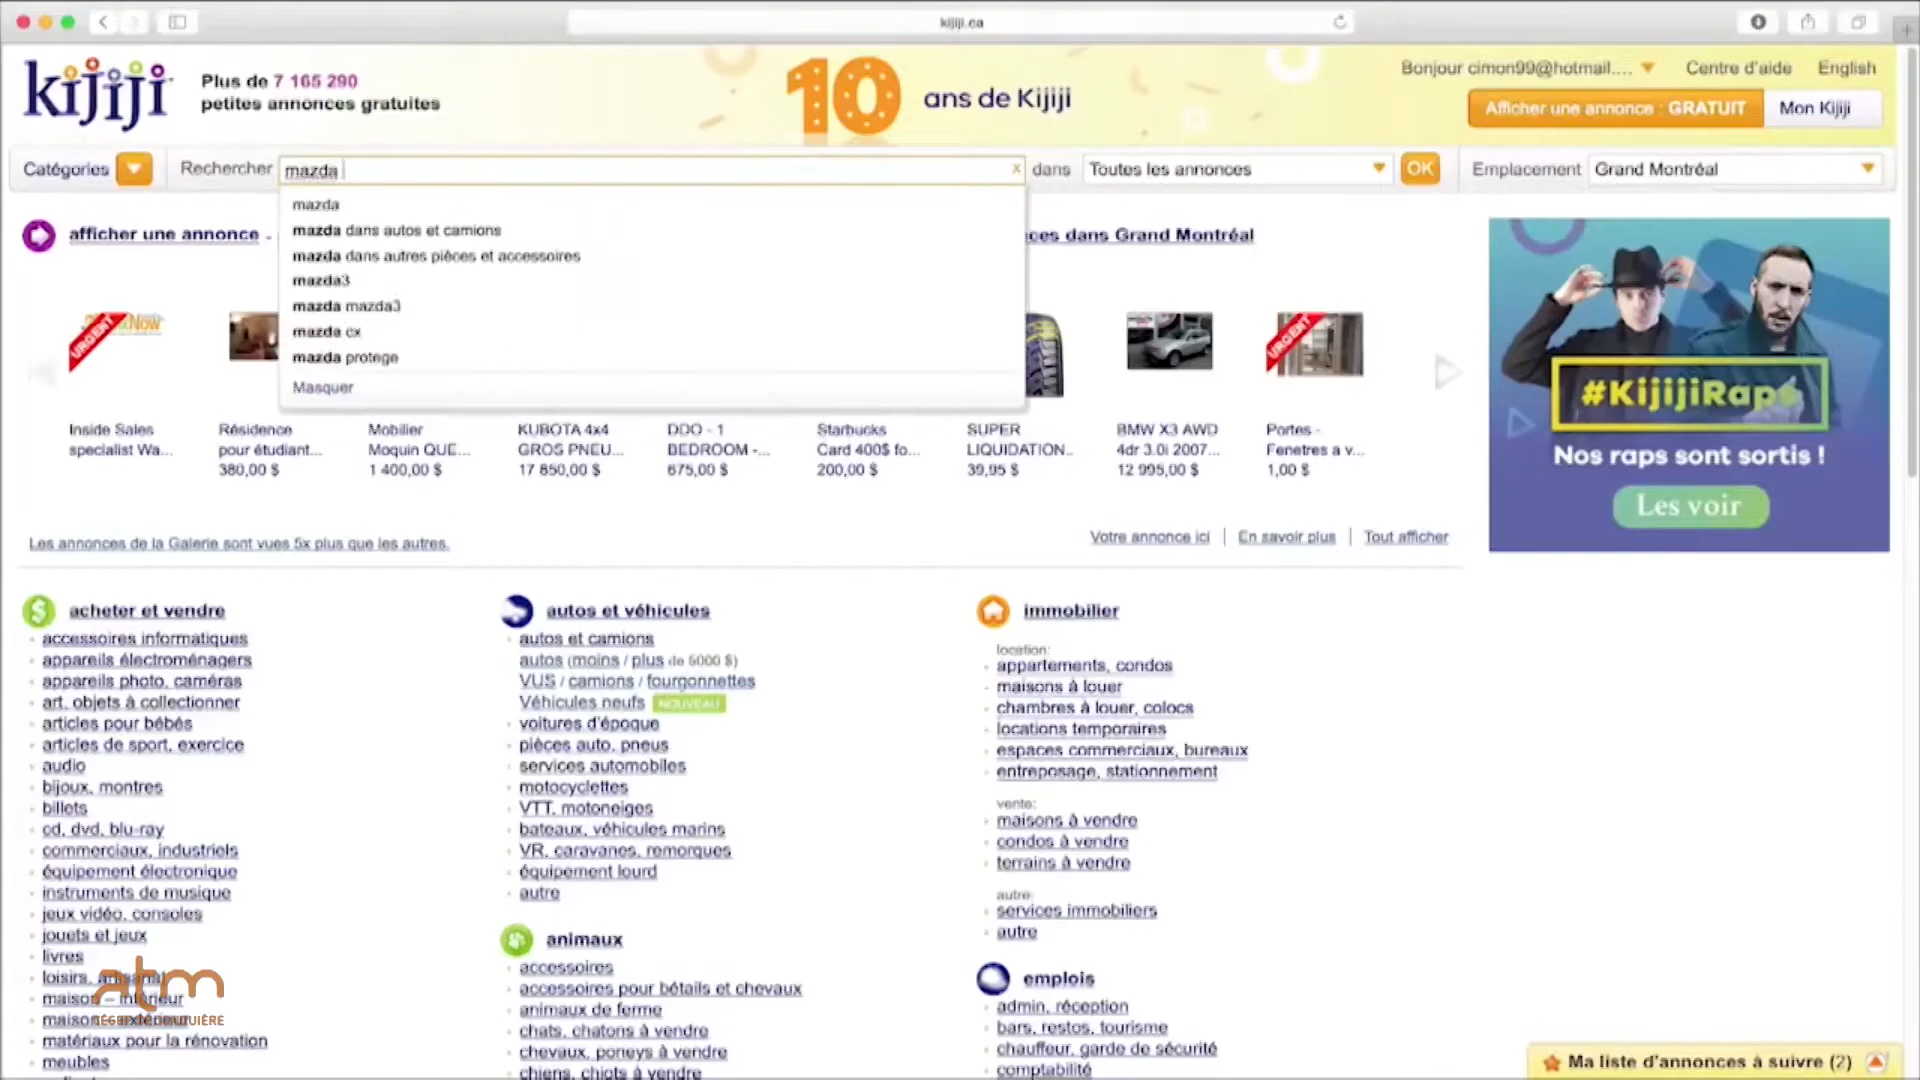 kijiji.ca
kijiji
Plus de 7 165 290
petites annonces gratuites
10 ans de Kijiji
Bonjour cimon99@hotmail....
Centre d'aide
English
Afficher une annonce : GRATUIT
Mon Kijiji
Catégories
Rechercher
mazda
x
dans
Toutes les annonces
OK
Emplacement
Grand Montréal
mazda
mazda dans autos et camions
mazda dans autres pièces et accessoires
mazda3
mazda mazda3
mazda cx
mazda protege
Masquer
afficher une annonce -
ces dans Grand Montréal
URGENT
URGENT
Inside Sales
specialist Wa...
Résidence
pour étudiant...
380,00 $
Mobilier
Moquin QUE...
1 400,00 $
KUBOTA 4x4
GROS PNEU...
17 850,00 $
DDO - 1
BEDROOM -...
675,00 $
Starbucks
Card 400$ fo...
200,00 $
SUPER
LIQUIDATION...
39,95 $
BMW X3 AWD
4dr 3.0i 2007...
12 995,00 $
Portes -
Fenetres a v...
1,00 $
#KijijiRaps
Nos raps sont sortis !
Les voir
Les annonces de la Galerie sont vues 5x plus que les autres.
Votre annonce ici
En savoir plus
Tout afficher
acheter et vendre
accessoires informatiques
appareils électroménagers
appareils photo, caméras
art, objets à collectionner
articles pour bébés
articles de sport, exercice
audio
bijoux, montres
billets
cd, dvd, blu-ray
commerciaux, industriels
équipement électronique
instruments de musique
jeux vidéo, consoles
jouets et jeux
livres
loisirs, artisanat
maison - intérieur
maison - extérieur
matériaux pour la rénovation
meubles
atm
autos et véhicules
autos et camions
autos (moins / plus de 5000 $)
VUS / camions / fourgonnettes
Véhicules neufs NOUVEAU
voitures d'époque
pièces auto, pneus
services automobiles
motocyclettes
VTT, motoneiges
bateaux, véhicules marins
VR, caravanes, remorques
équipement lourd
autre
animaux
accessoires
accessoires pour bétails et chevaux
animaux de ferme
chats, chatons à vendre
chevaux, poneys à vendre
chiens, chiots à vendre
immobilier
location:
appartements, condos
maisons à louer
chambres à louer, colocs
locations temporaires
espaces commerciaux, bureaux
entreposage, stationnement
vente:
maisons à vendre
condos à vendre
terrains à vendre
autre:
services immobiliers
autre
emplois
admin, réception
bars, restos, tourisme
chauffeur, garde de sécurité
comptabilité
Ma liste d'annonces à suivre (2)